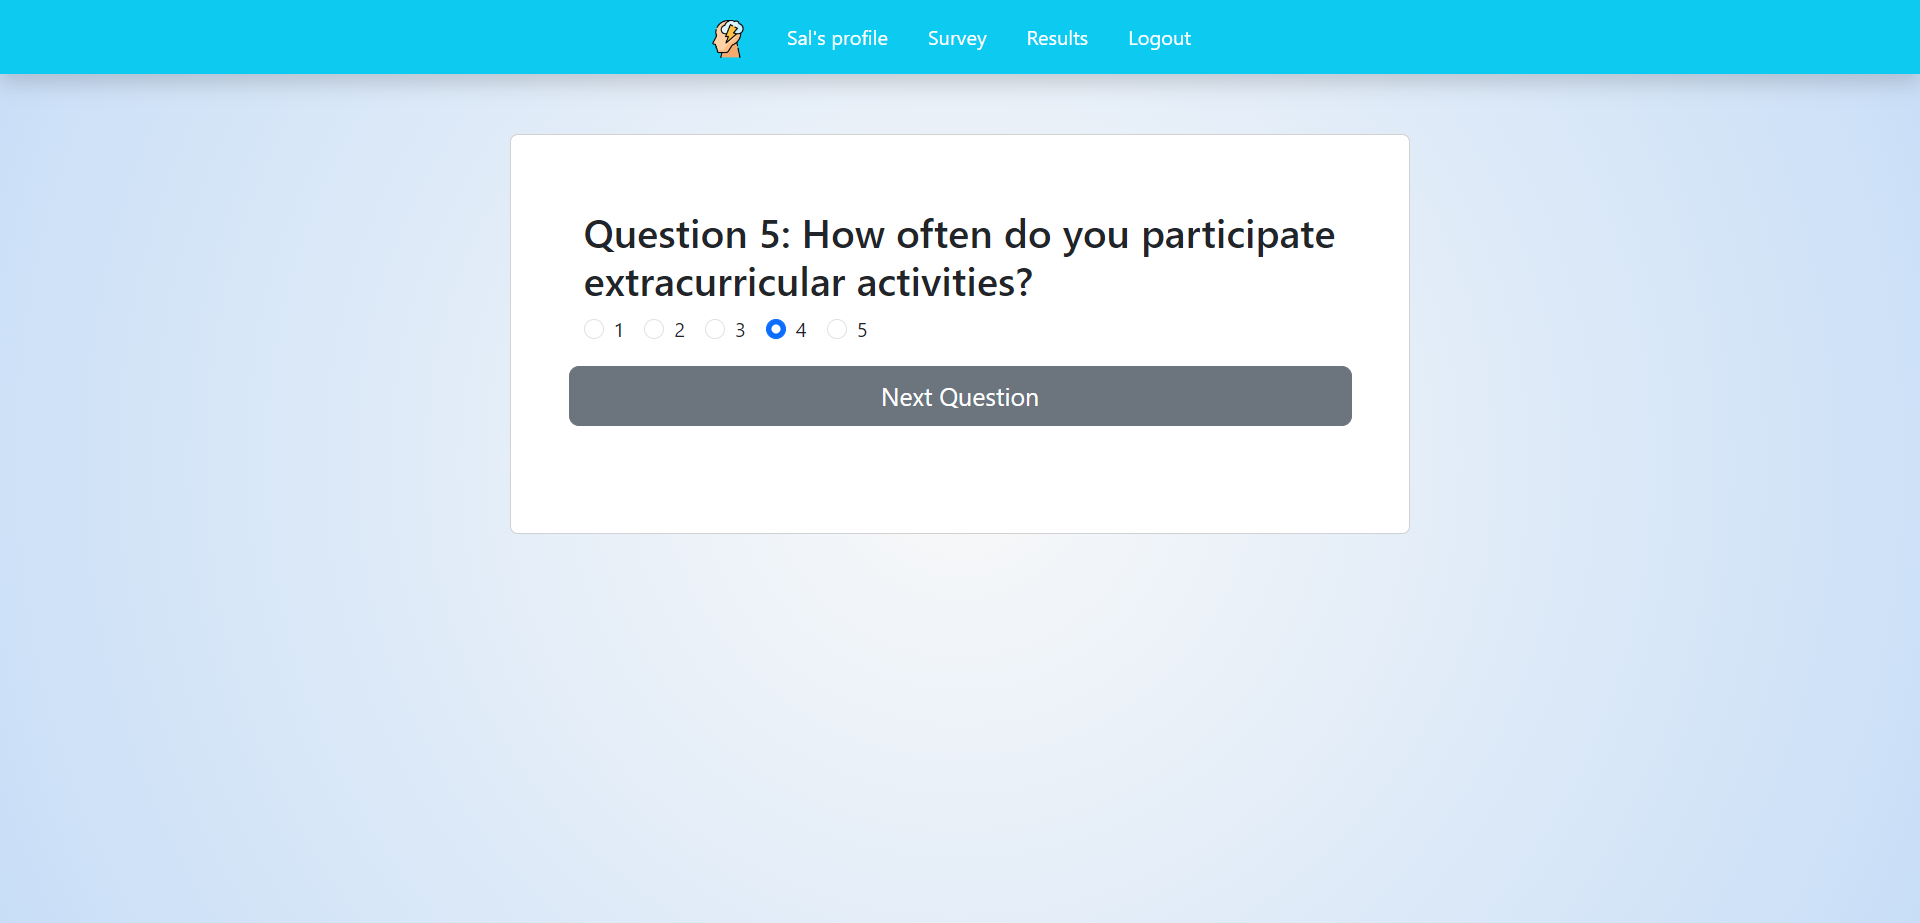 Sal's profile Survey Results Logout
Question 5: How often do you participate
extracurricular activities?
1 2 3 4 5
Next Question